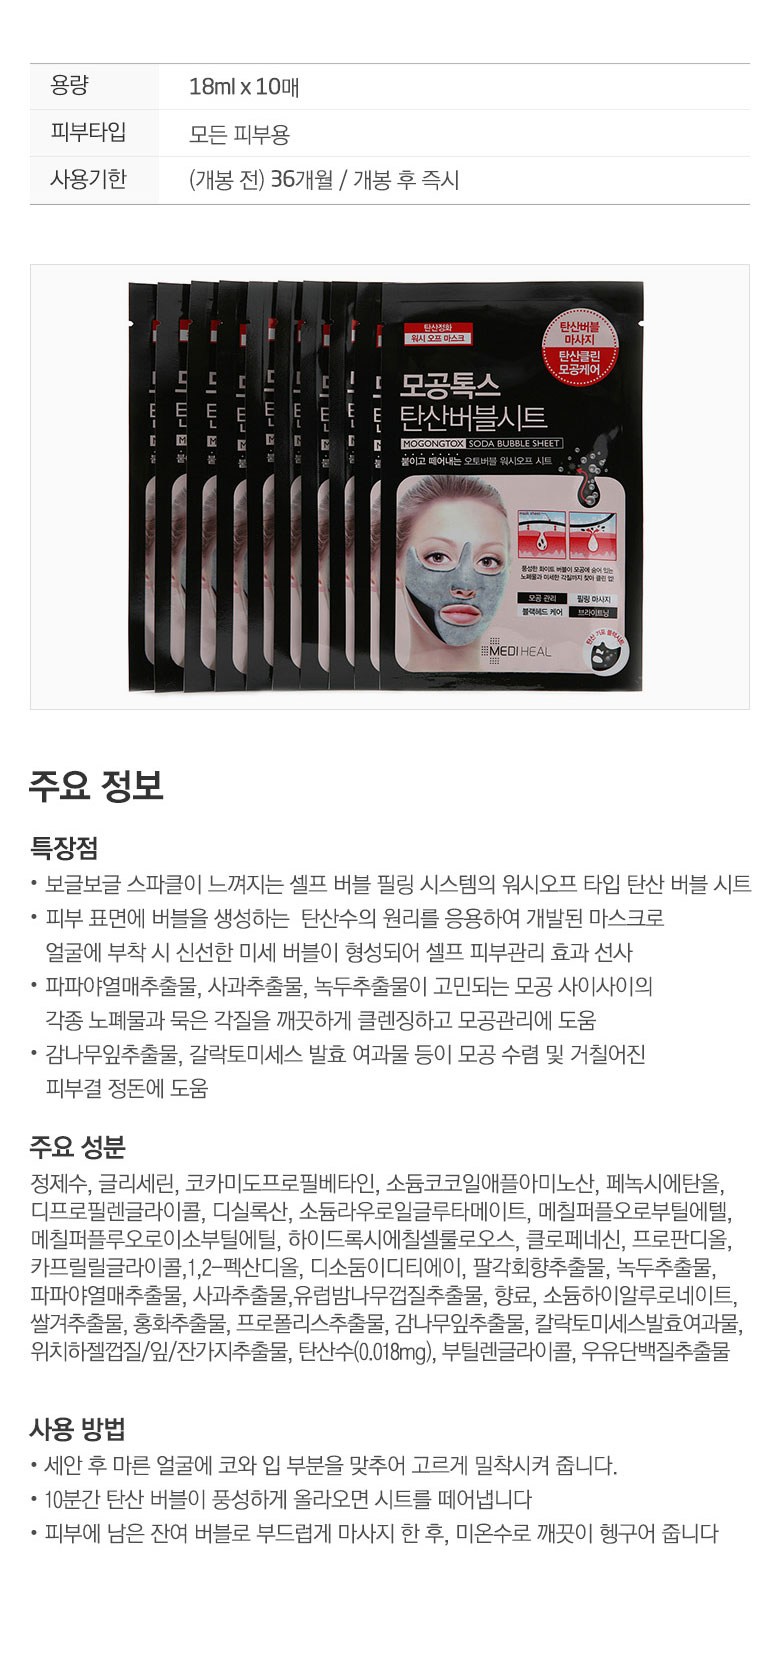 용량 18ml x 10매
피부타입 모든 피부용
사용기한 (개봉 전) 36개월 / 개봉 후 즉시
탄산정화
워시 오프 마스크
탄산버블
마사지
탄산클린
모공케어
모공톡스
탄산버블시트
MOGONGTOX SODA BUBBLE SHEET
붙이고 떼어내는 오토버블 워시오프 시트
풍성한 화이트 버블이 모공에 숨어 있는
노폐물과 미세한 각질까지 찾아 클린 업!
모공 관리 필링 마사지
블랙헤드 케어 브라이트닝
MEDIHEAL
주요 정보
특장점
• 보글보글 스파클이 느껴지는 셀프 버블 필링 시스템의 워시오프 타입 탄산 버블 시트
• 피부 표면에 버블을 생성하는 탄산수의 원리를 응용하여 개발된 마스크로
얼굴에 부착 시 신선한 미세 버블이 형성되어 셀프 피부관리 효과 선사
• 파파야열매추출물, 사과추출물, 녹두추출물이 고민되는 모공 사이사이의
각종 노폐물과 묵은 각질을 깨끗하게 클렌징하고 모공관리에 도움
• 감나무잎추출물, 갈락토미세스 발효 여과물 등이 모공 수렴 및 거칠어진
피부결 정돈에 도움
주요 성분
정제수, 글리세린, 코카미도프로필베타인, 소듐코코일애플아미노산, 페녹시에탄올,
디프로필렌글라이콜, 디실록산, 소듐라우로일글루타메이트, 메칠퍼플오로부틸에텔,
메칠퍼플루오로이소부틸에틸, 하이드록시에칠셀룰로오스, 클로페네신, 프로판디올,
카프릴릴글라이콜,1,2-펙산디올, 디소듐이디티에이, 팔각회향추출물, 녹두추출물,
파파야열매추출물, 사과추출물,유럽밤나무껍질추출물, 향료, 소듐하이알루로네이트,
쌀겨추출물, 홍화추출물, 프로폴리스추출물, 감나무잎추출물, 칼락토미세스발효여과물,
위치하젤껍질/잎/잔가지추출물, 탄산수(0.018mg), 부틸렌글라이콜, 우유단백질추출물
사용 방법
• 세안 후 마른 얼굴에 코와 입 부분을 맞추어 고르게 밀착시켜 줍니다.
• 10분간 탄산 버블이 풍성하게 올라오면 시트를 떼어냅니다
• 피부에 남은 잔여 버블로 부드럽게 마사지 한 후, 미온수로 깨끗이 헹구어 줍니다